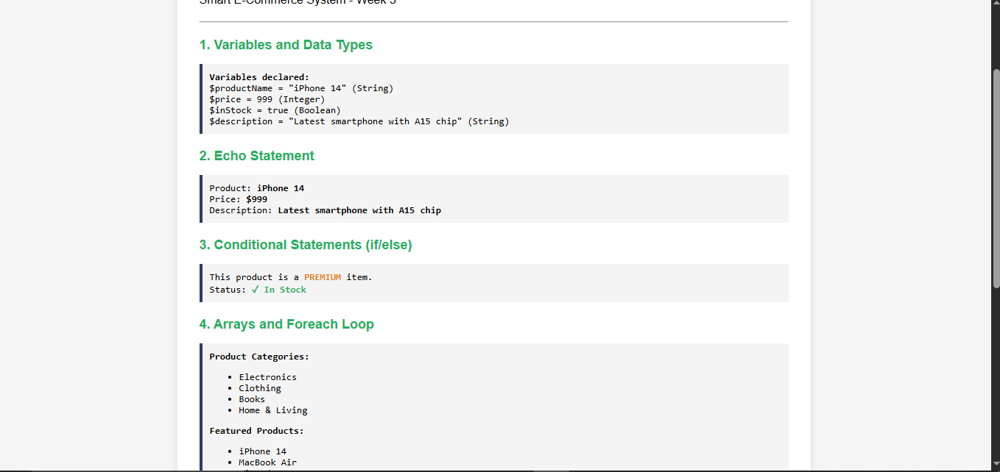 Smart E-Commerce System - Week 5
1. Variables and Data Types
Variables declared:
$productName = "iPhone 14" (String)
$price = 999 (Integer)
$inStock = true (Boolean)
$description = "Latest smartphone with A15 chip" (String)
2. Echo Statement
Product: iPhone 14
Price: $999
Description: Latest smartphone with A15 chip
3. Conditional Statements (if/else)
This product is a PREMIUM item.
Status: ✓ In Stock
4. Arrays and Foreach Loop
Product Categories:
• Electronics
• Clothing
• Books
• Home & Living
Featured Products:
• iPhone 14
• MacBook Air